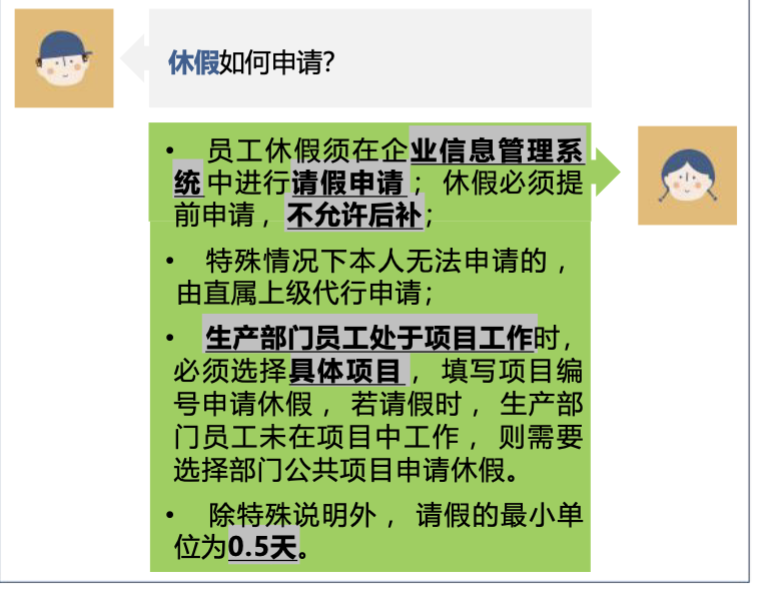 休假如何申请?
• 员工休假须在企业信息管理系
统中进行请假申请；休假必须提
前申请，不允许后补；
• 特殊情况下本人无法申请的，
由直属上级代行申请；
• 生产部门员工处于项目工作时，
必须选择具体项目，填写项目编
号申请休假，若请假时，生产部
门员工未在项目中工作，则需要
选择部门公共项目申请休假。
• 除特殊说明外，请假的最小单
位为0.5天。